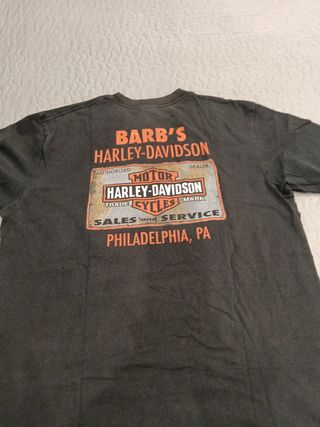 BARB'S
HARLEY-DAVIDSON
AUTHORIZED DEALER
MOTOR
HARLEY-DAVIDSON
TRADE MARK
CYCLES
SALES and SERVICE
PHILADELPHIA, PA